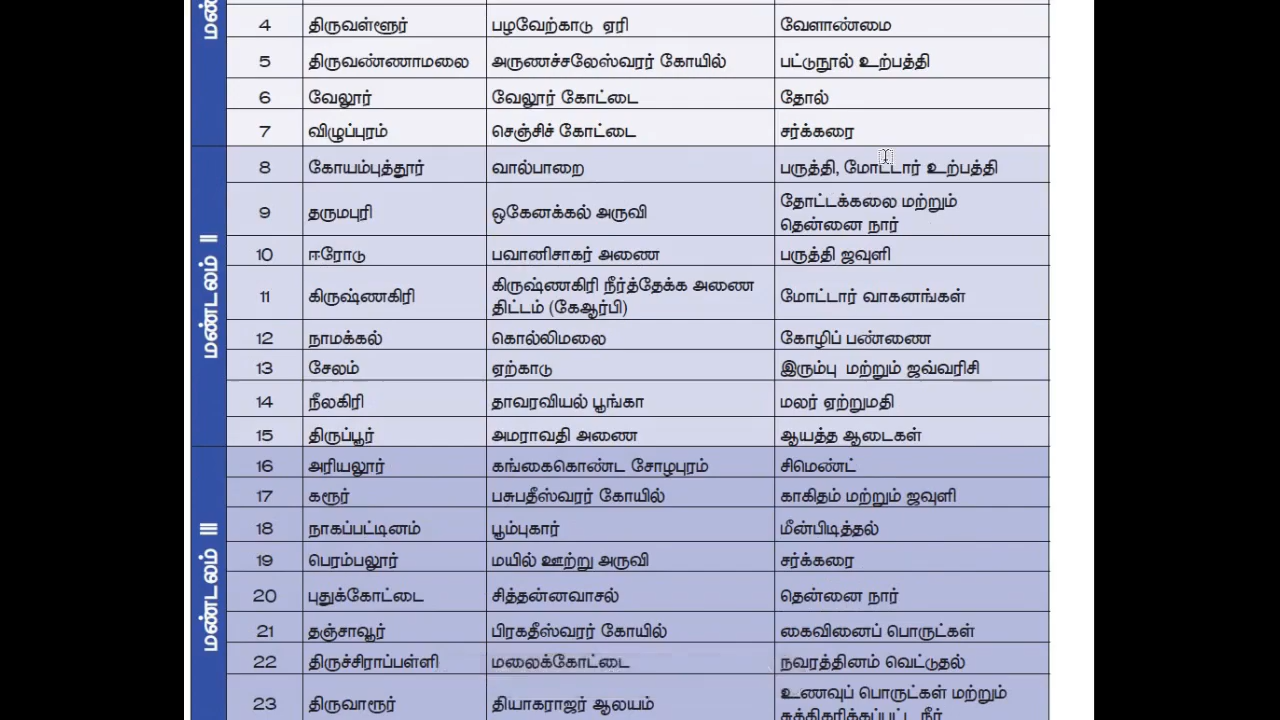 மண்
4 திருவள்ளூர் பழவேற்காடு ஏரி வேளாண்மை
5 திருவண்ணாமலை அருணச்சலேஸ்வரர் கோயில் பட்டுநூல் உற்பத்தி
6 வேலூர் வேலூர் கோட்டை தோல்
7 விழுப்புரம் செஞ்சிச் கோட்டை சர்க்கரை
மண்டலம் II
8 கோயம்புத்தூர் வால்பாறை பருத்தி, மோட்டார் உற்பத்தி
9 தருமபுரி ஒகேனக்கல் அருவி தோட்டக்கலை மற்றும்
தென்னை நார்
10 ஈரோடு பவானிசாகர் அணை பருத்தி ஜவுளி
11 கிருஷ்ணகிரி கிருஷ்ணகிரி நீர்த்தேக்க அணை
திட்டம் (கேஆர்பி) மோட்டார் வாகனங்கள்
12 நாமக்கல் கொல்லிமலை கோழிப் பண்ணை
13 சேலம் ஏற்காடு இரும்பு மற்றும் ஜவ்வரிசி
14 நீலகிரி தாவரவியல் பூங்கா மலர் ஏற்றுமதி
15 திருப்பூர் அமராவதி அணை ஆயத்த ஆடைகள்
மண்டலம் III
16 அரியலூர் கங்கைகொண்ட சோழபுரம் சிமெண்ட்
17 கரூர் பசுபதீஸ்வரர் கோயில் காகிதம் மற்றும் ஜவுளி
18 நாகப்பட்டினம் பூம்புகார் மீன்பிடித்தல்
19 பெரம்பலூர் மயில் ஊற்று அருவி சர்க்கரை
20 புதுக்கோட்டை சித்தன்னவாசல் தென்னை நார்
21 தஞ்சாவூர் பிரகதீஸ்வரர் கோயில் கைவினைப் பொருட்கள்
22 திருச்சிராப்பள்ளி மலைக்கோட்டை நவரத்தினம் வெட்டுதல்
23 திருவாரூர் தியாகராஜர் ஆலயம் உணவுப் பொருட்கள் மற்றும்
சுத்திகரிக்கப்பட்ட நீர்